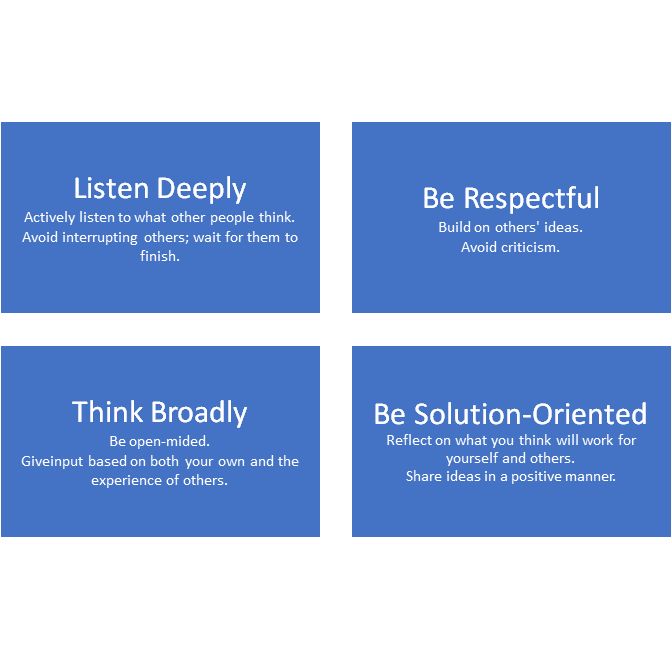 Listen Deeply
Actively listen to what other people think.
Avoid interrupting others; wait for them to
finish.
Be Respectful
Build on others' ideas.
Avoid criticism.
Think Broadly
Be open-mided.
Giveinput based on both your own and the
experience of others.
Be Solution-Oriented
Reflect on what you think will work for
yourself and others.
Share ideas in a positive manner.